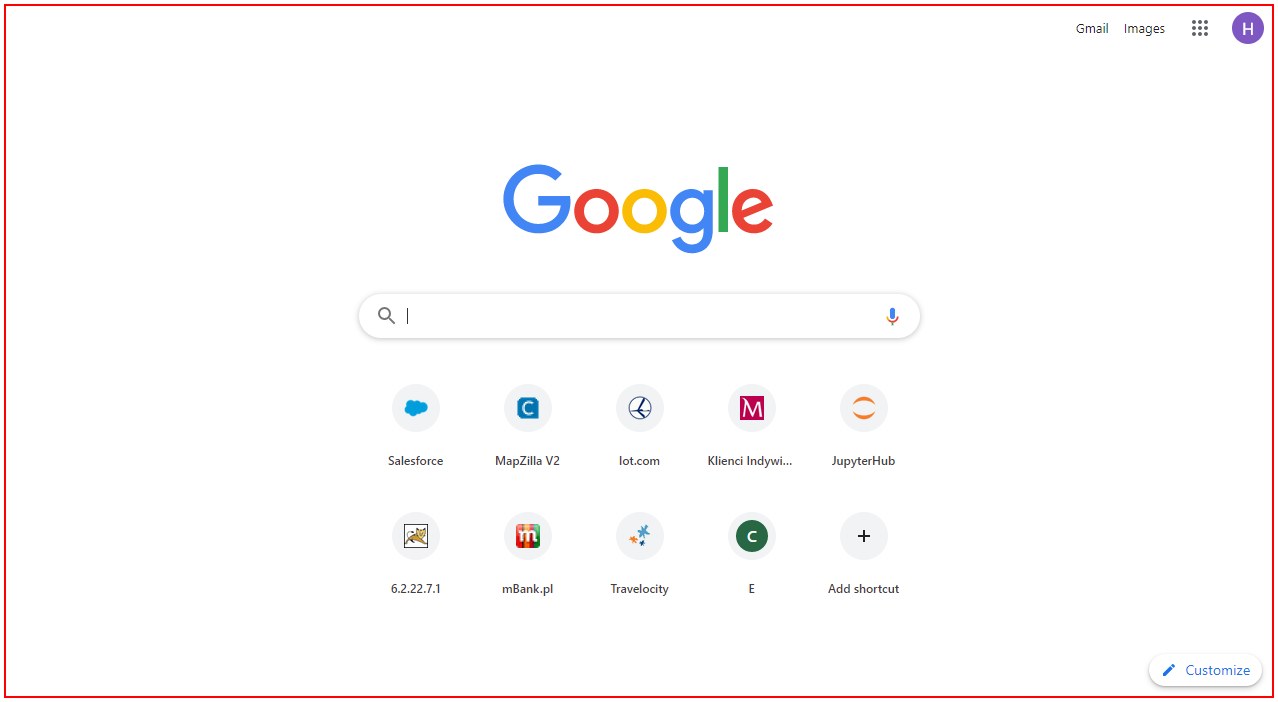 Gmail Images H
Google
Salesforce MapZilla V2 lot.com Klienci Indywi... JupyterHub
C M
m C
6.2.22.7.1 mBank.pl Travelocity E Add shortcut
Customize